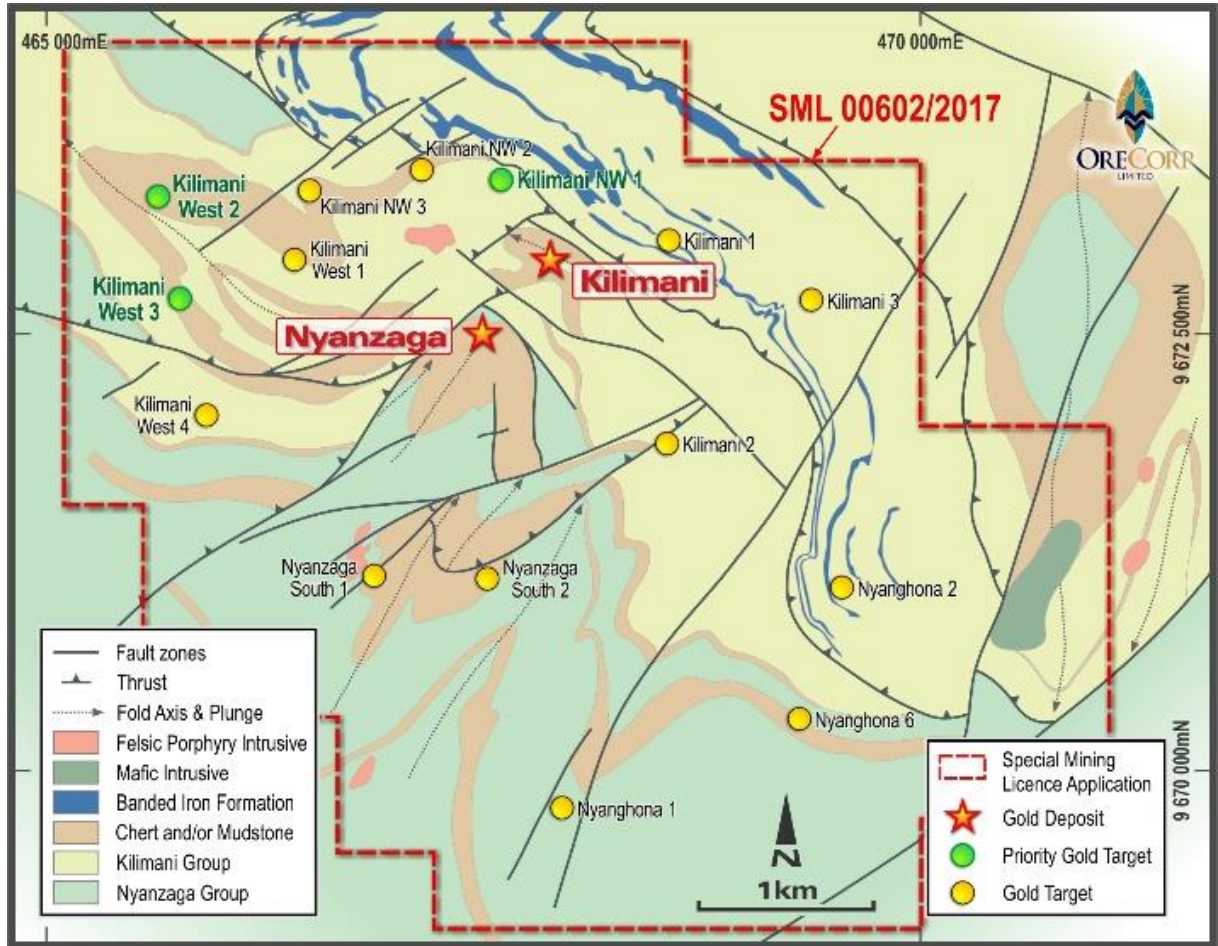 465 000mE
470 000mE
SML 00602/2017
ORECORP
LIMITED
Kilimani NW 2
Kilimani NW 1
Kilimani
West 2
Kilimani NW 3
Kilimani 1
Kilimani
West 1
Kilimani
Kilimani
West 3
Kilimani 3
Nyanzaga
9 672 500mN
Kilimani
West 4
Kilimani 2
Nyanzaga
South 1
Nyanzaga
South 2
Nyanghona 2
Nyanghona 6
Nyanghona 1
9 670 000mN
Fault zones
Thrust
Fold Axis & Plunge
Felsic Porphyry Intrusive
Mafic Intrusive
Banded Iron Formation
Chert and/or Mudstone
Kilimani Group
Nyanzaga Group
N
1km
Special Mining
Licence Application
Gold Deposit
Priority Gold Target
Gold Target